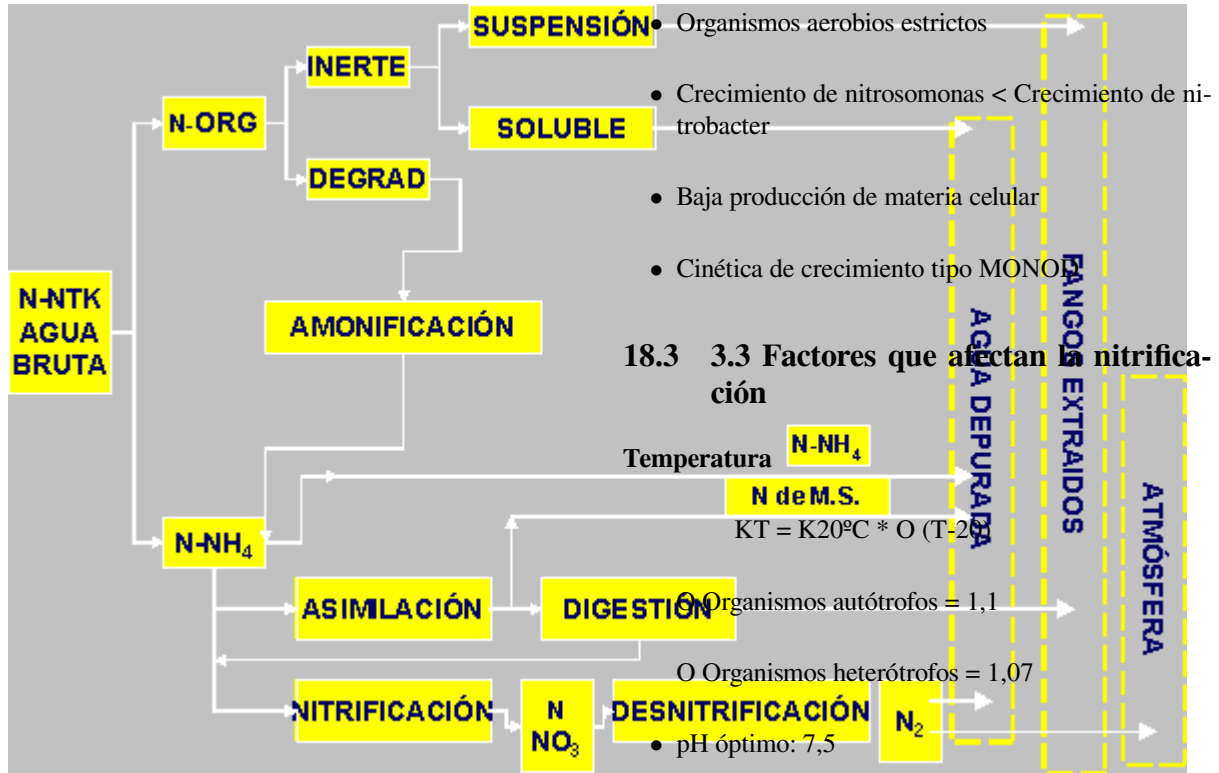 SUSPENSIÓN
INERTE
N-ORG
SOLUBLE
DEGRAD
N-NTK
AGUA
BRUTA
AMONIFICACIÓN
N-NH₄
N de M.S.
N-NH₄
ASIMILACIÓN
DIGESTIÓN
NITRIFICACIÓN
N
NO₃
DESNITRIFICACIÓN
N₂
AGUA DEPURADA
FANGOS EXTRAIDOS
ATMÓSFERA
• Organismos aerobios estrictos
• Crecimiento de nitrosomonas < Crecimiento de ni-
trobacter
• Baja producción de materia celular
• Cinética de crecimiento tipo MONOD
18.3 3.3 Factores que afectan la nitrifica-
ción
Temperatura
KT = K20ºC * O (T-20)
O Organismos autótrofos = 1,1
O Organismos heterótrofos = 1,07
• pH óptimo: 7,5